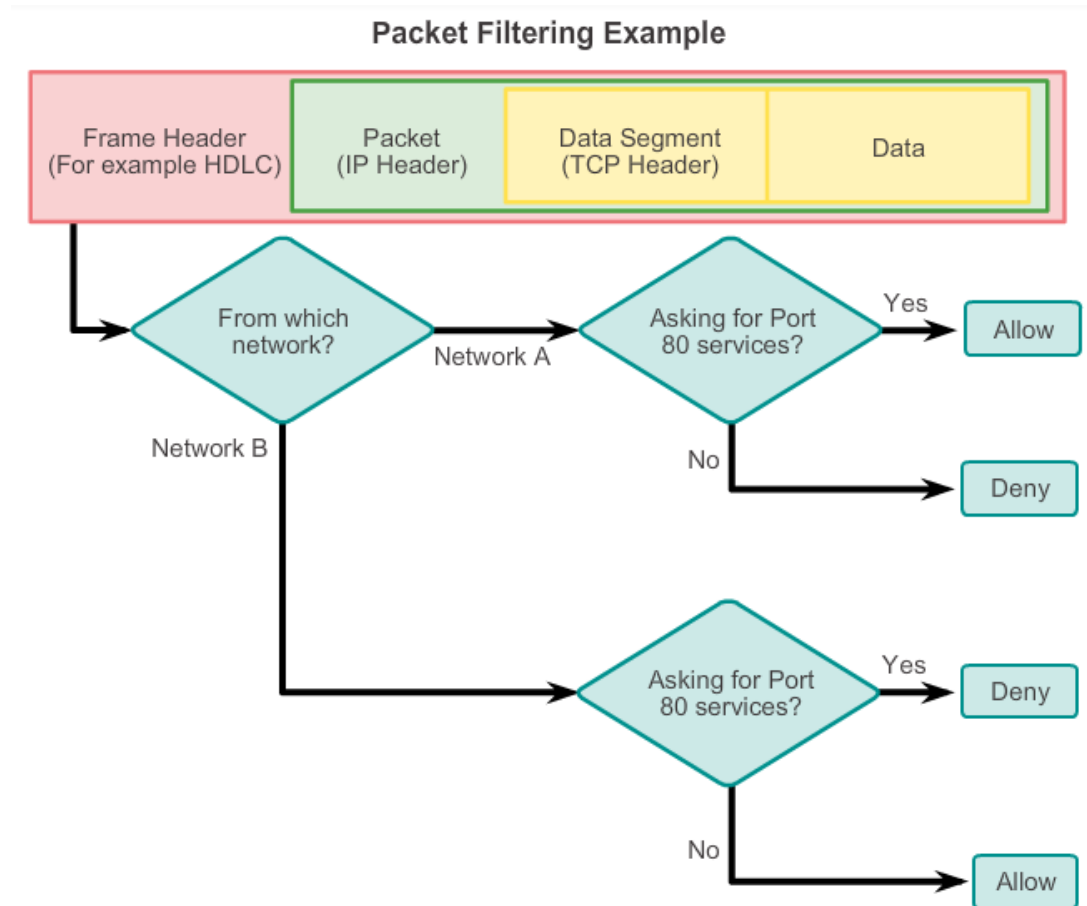 Packet Filtering Example
Frame Header
(For example HDLC)
Packet
(IP Header)
Data Segment
(TCP Header)
Data
From which
network?
Network A
Asking for Port
80 services?
Yes
Allow
Network B
No
Deny
Asking for Port
80 services?
Yes
Deny
No
Allow